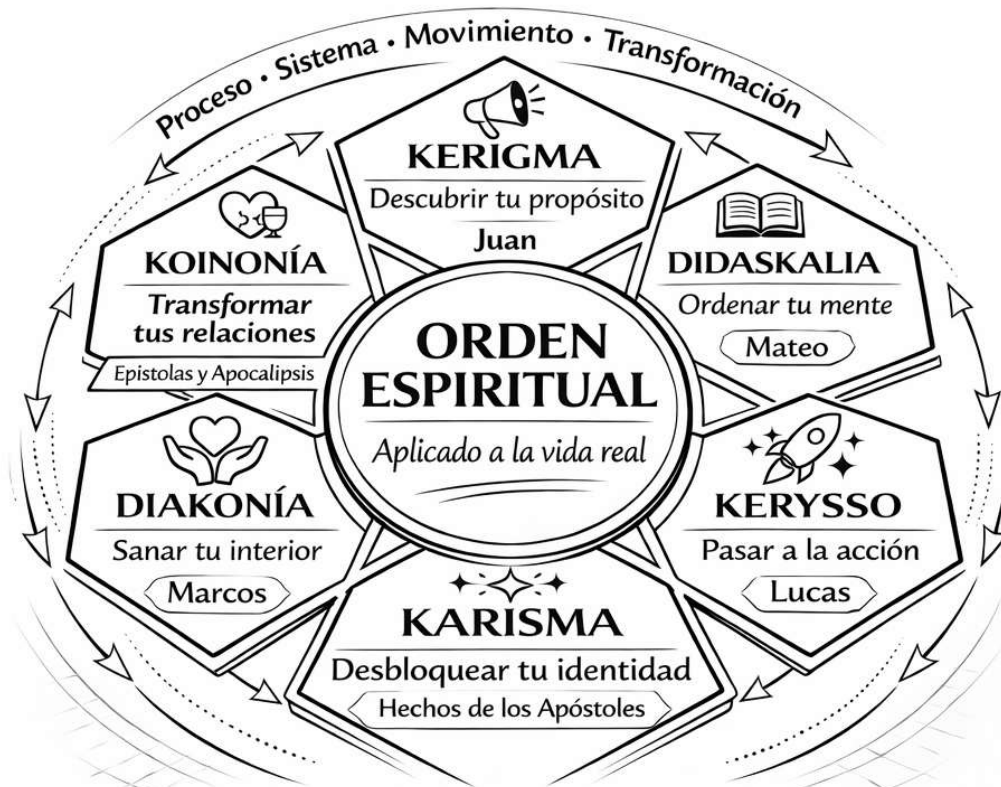 Proceso · Sistema · Movimiento · Transformación
KERIGMA
Descubrir tu propósito
Juan
KOINONÍA
Transformar
tus relaciones
Epistolas y Apocalipsis
DIDASKALIA
Ordenar tu mente
Mateo
ORDEN
ESPIRITUAL
Aplicado a la vida real
DIAKONÍA
Sanar tu interior
Marcos
KERYSSO
Pasar a la acción
Lucas
KARISMA
Desbloquear tu identidad
Hechos de los Apóstoles